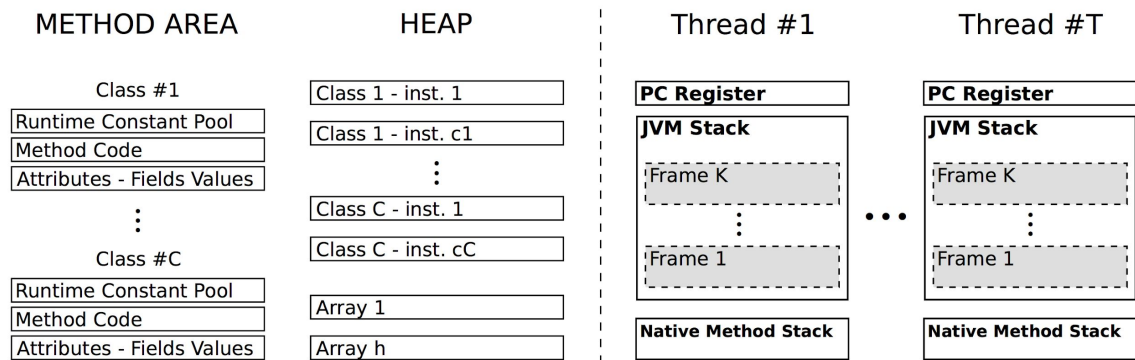 METHOD AREA
Class #1
Runtime Constant Pool
Method Code
Attributes - Fields Values
Class #C
Runtime Constant Pool
Method Code
Attributes - Fields Values
HEAP
Class 1 - inst. 1
Class 1 - inst. c1
Class C - inst. 1
Class C - inst. cC
Array 1
Array h
Thread #1
PC Register
JVM Stack
Frame K
Frame 1
Native Method Stack
Thread #T
PC Register
JVM Stack
Frame K
Frame 1
Native Method Stack